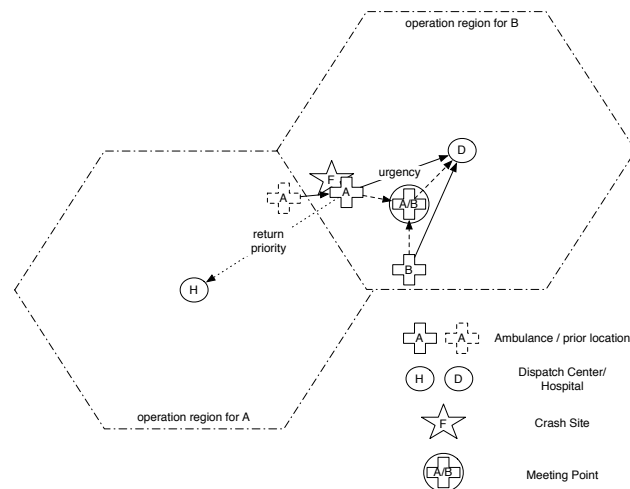 operation region for B
D
F
urgency
A
A
A/B
return
priority
B
H
A
A
Ambulance / prior location
H
D
Dispatch Center/
Hospital
operation region for A
F
Crash Site
A/B
Meeting Point